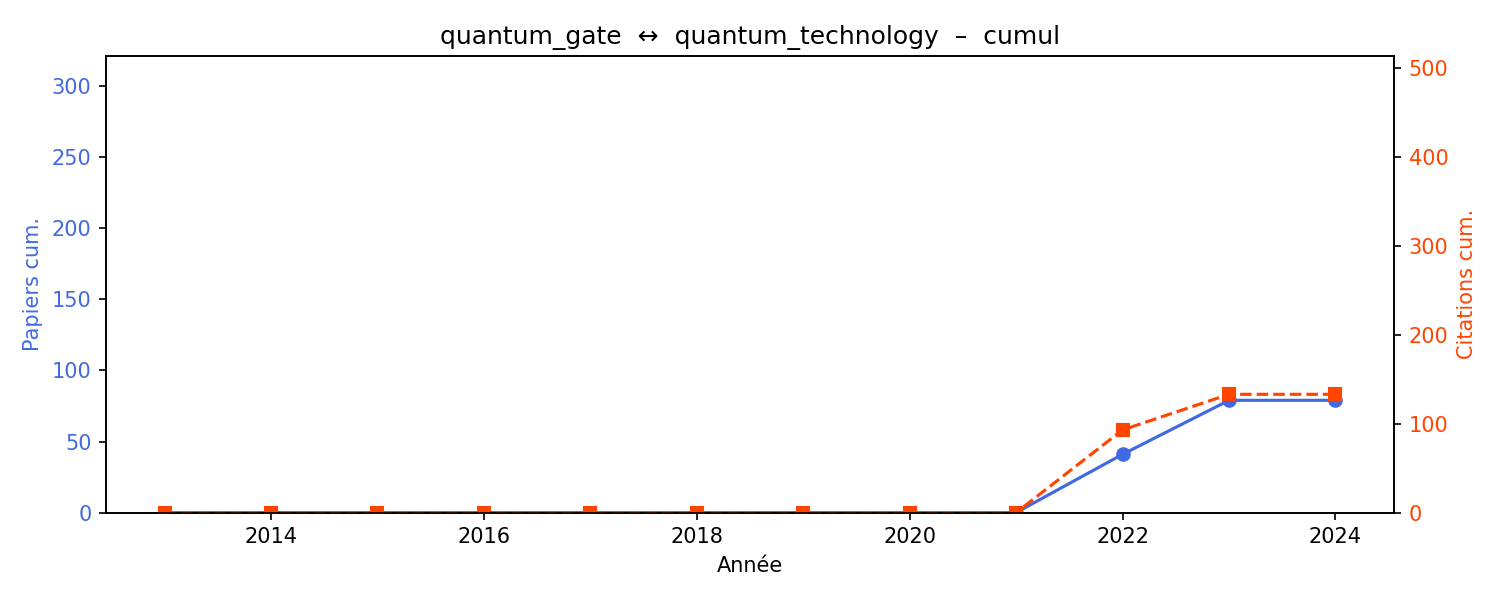 quantum_gate ↔ quantum_technology – cumul
300
250
200
150
100
50
0
Papiers cum.
500
400
300
200
100
0
Citations cum.
2014 2016 2018 2020 2022 2024
Année